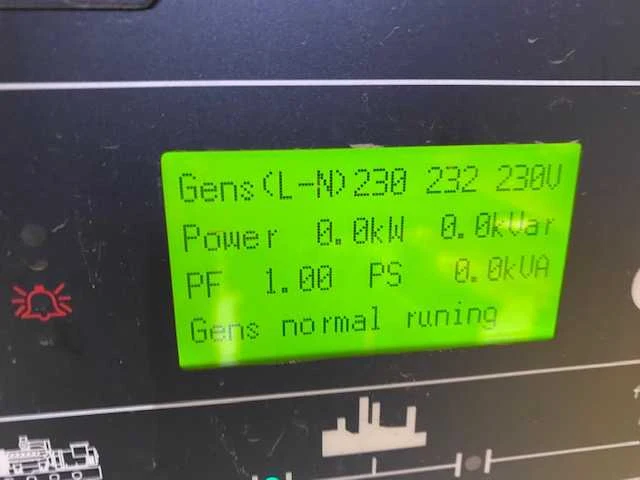 Gens(L-N)230 232 230V
Power 0.0kW 0.0kVar
PF 1.00 PS 0.0kVA
Gens normal runing